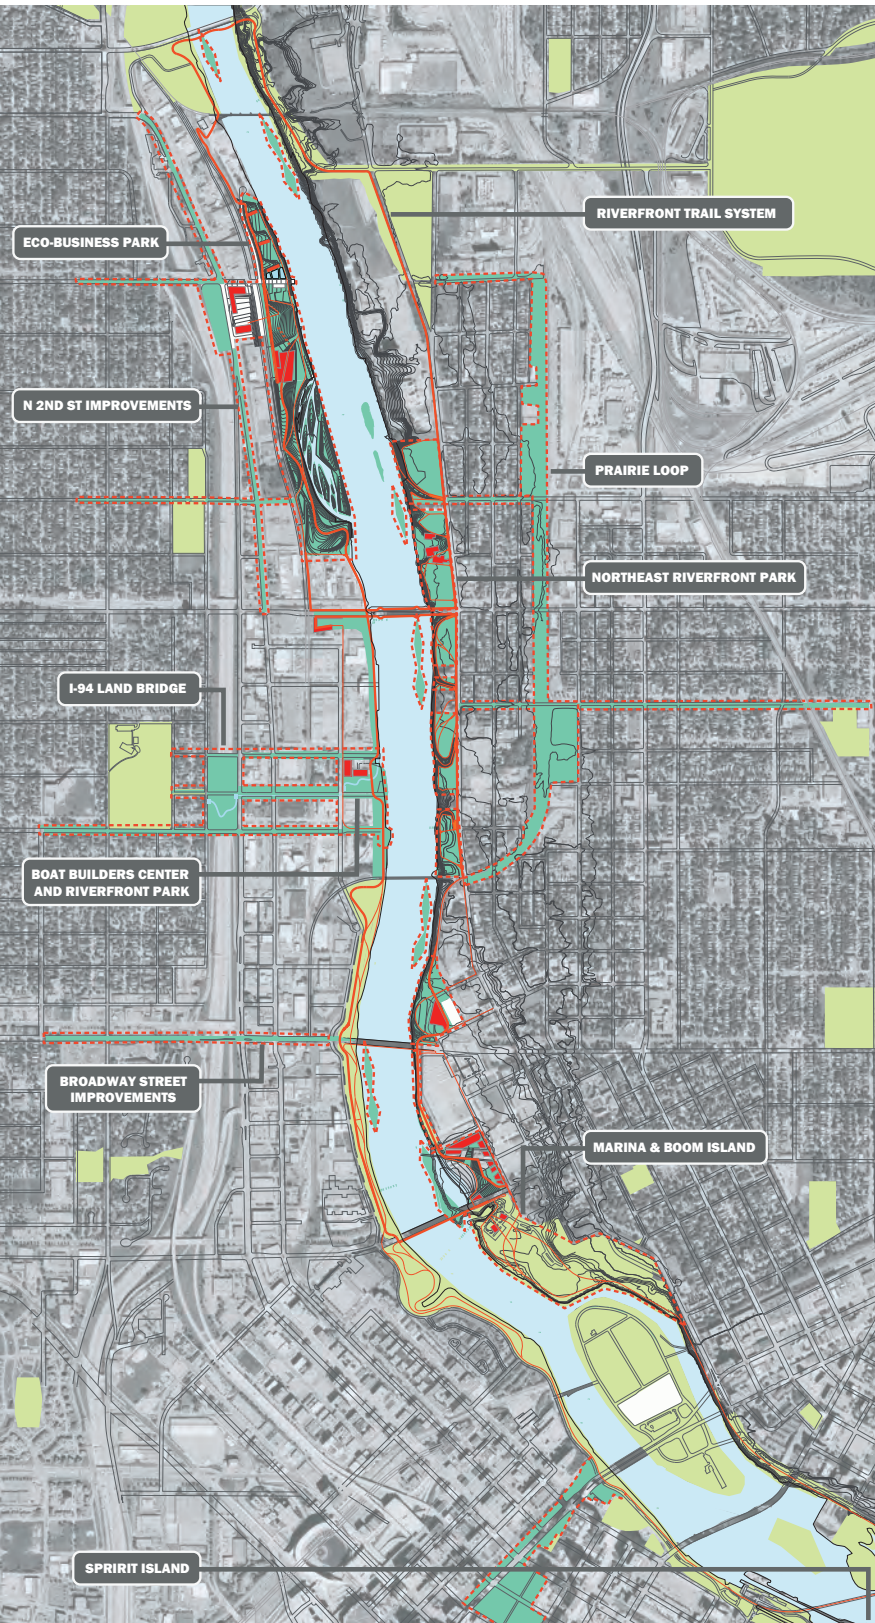 RIVERFRONT TRAIL SYSTEM
ECO-BUSINESS PARK
N 2ND ST IMPROVEMENTS
PRAIRIE LOOP
NORTHEAST RIVERFRONT PARK
I-94 LAND BRIDGE
BOAT BUILDERS CENTER
AND RIVERFRONT PARK
BROADWAY STREET
IMPROVEMENTS
MARINA & BOOM ISLAND
SPRIRIT ISLAND